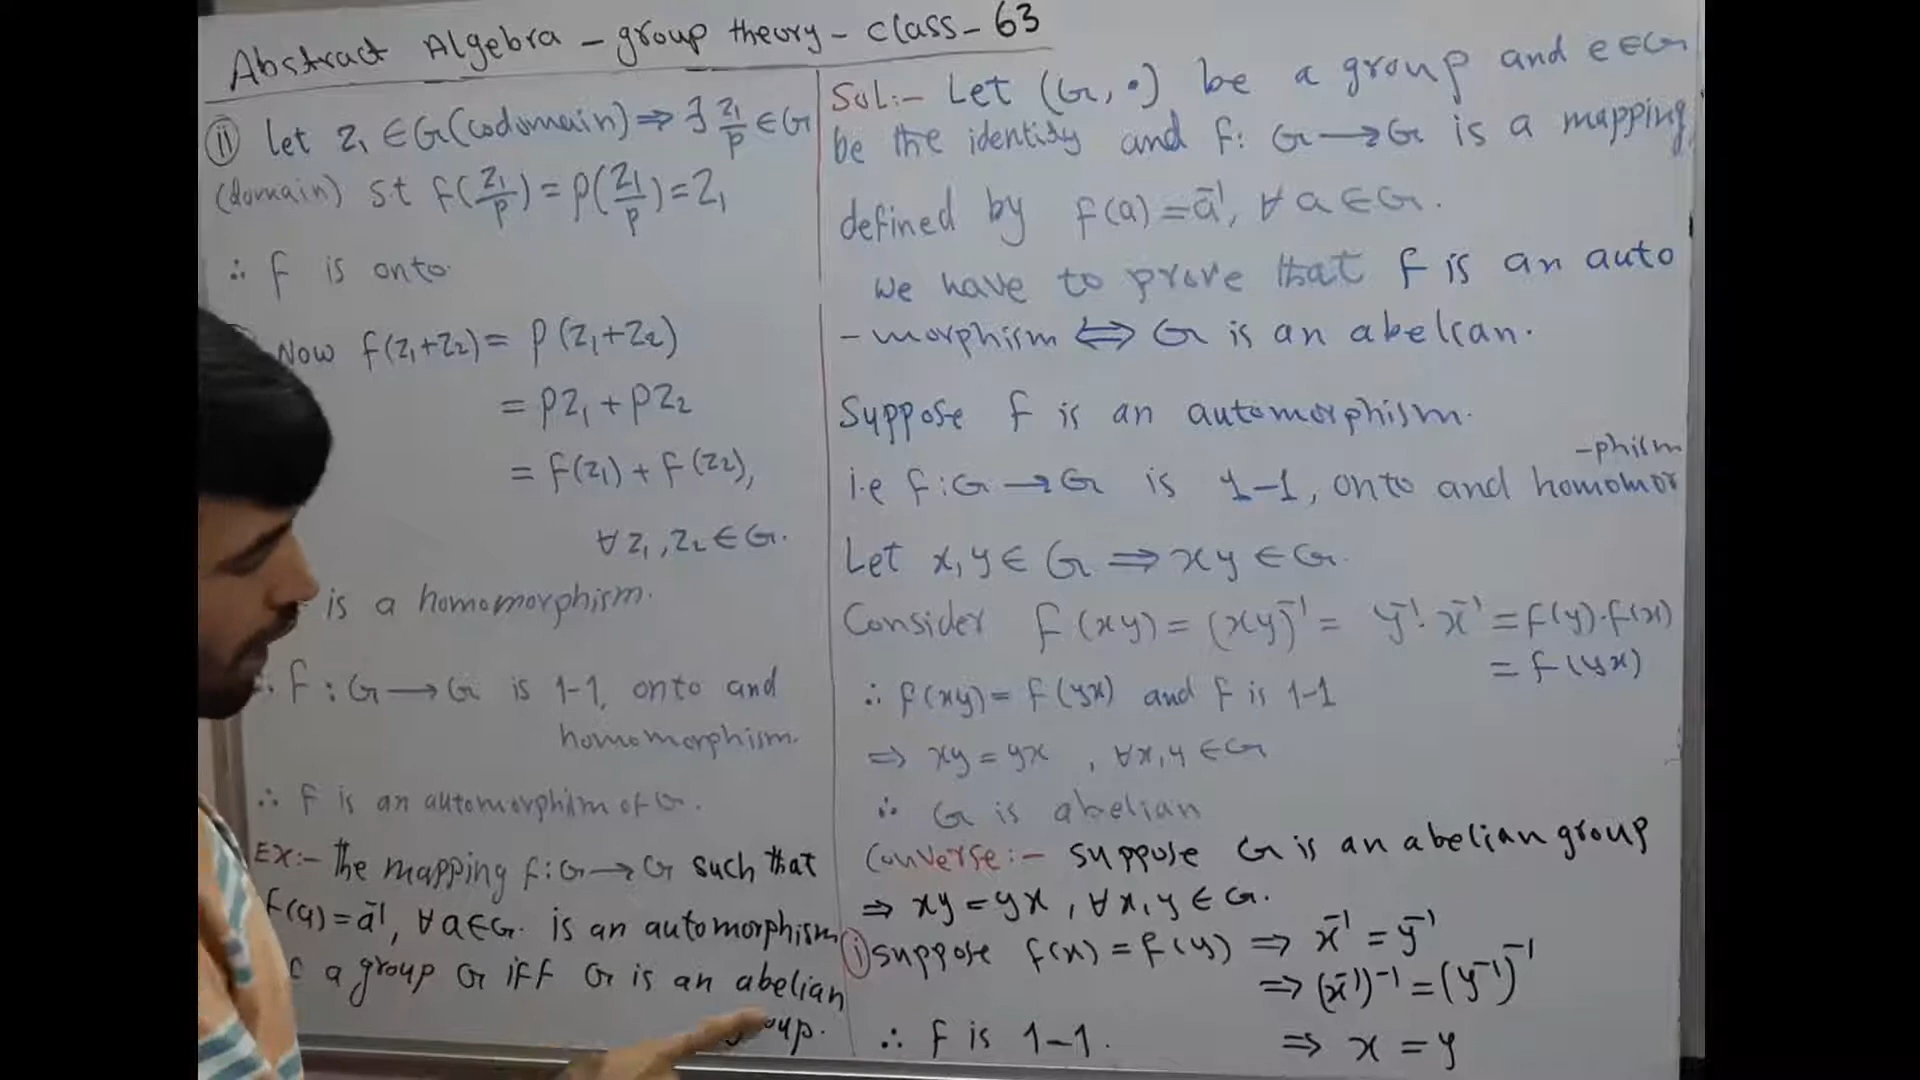 Abstract Algebra - group theory - class - 63
(ii) let z₁ ∈ G (codomain) ⇒ ∃ z₁/p ∈ G
(domain) st f(z₁/p) = p(z₁/p) = z₁
∴ f is onto
Now f(z₁+z₂) = p(z₁+z₂)
= pz₁ + pz₂
= f(z₁) + f(z₂),
∀ z₁, z₂ ∈ G.
is a homomorphism.
∴ f : G → G is 1-1, onto and
homomorphism.
∴ f is an automorphism of G.
Ex:- The mapping f: G → G such that
f(a) = a⁻¹, ∀ a ∈ G. is an automorphism
a group G iff G is an abelian
group.
Sol:- Let (G, •) be a group and e ∈ G
be the identity and f: G → G is a mapping
defined by f(a) = a⁻¹, ∀ a ∈ G.
we have to prove that f is an auto
-morphism ⇔ G is an abelian.
Suppose f is an automorphism.
i.e f: G → G is 1-1, onto and homomor
-phism
Let x, y ∈ G ⇒ xy ∈ G.
Consider f(xy) = (xy)⁻¹ = y⁻¹. x⁻¹ = f(y).f(x)
= f(yx)
∴ f(xy) = f(yx) and f is 1-1
⇒ xy = yx , ∀ x, y ∈ G
∴ G is abelian
Converse:- suppose G is an abelian group
⇒ xy = yx, ∀ x, y ∈ G.
(i) suppose f(x) = f(y) ⇒ x⁻¹ = y⁻¹
⇒ (x⁻¹)⁻¹ = (y⁻¹)⁻¹
∴ f is 1-1. ⇒ x = y